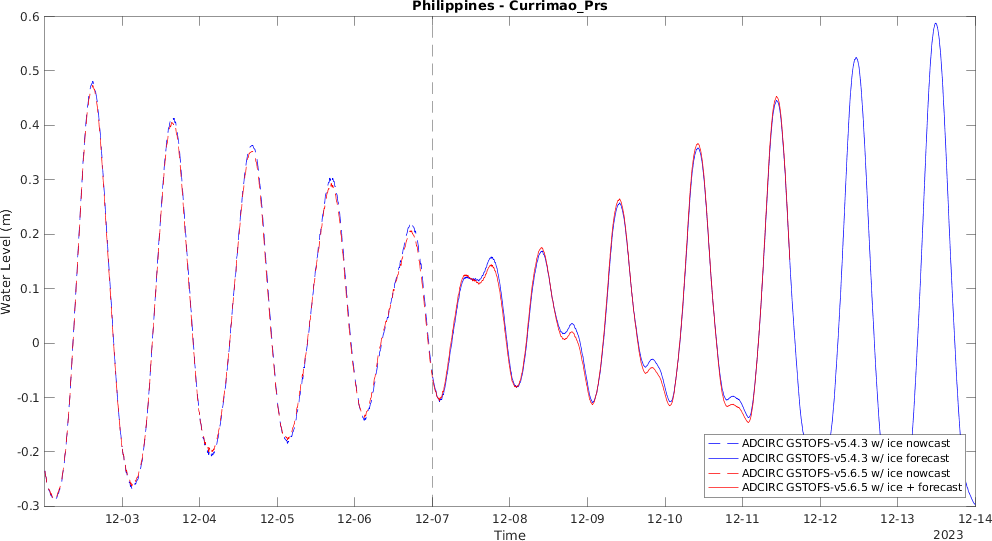 Philippines - Currimao_Prs
0.6
0.5
0.4
0.3
0.2
0.1
0
-0.1
-0.2
-0.3
Water Level (m)
ADCIRC GSTOFS-v5.4.3 w/ ice nowcast
ADCIRC GSTOFS-v5.4.3 w/ ice forecast
ADCIRC GSTOFS-v5.6.5 w/ ice nowcast
ADCIRC GSTOFS-v5.6.5 w/ ice + forecast
12-03 12-04 12-05 12-06 12-07 12-08 12-09 12-10 12-11 12-12 12-13 12-14
Time
2023